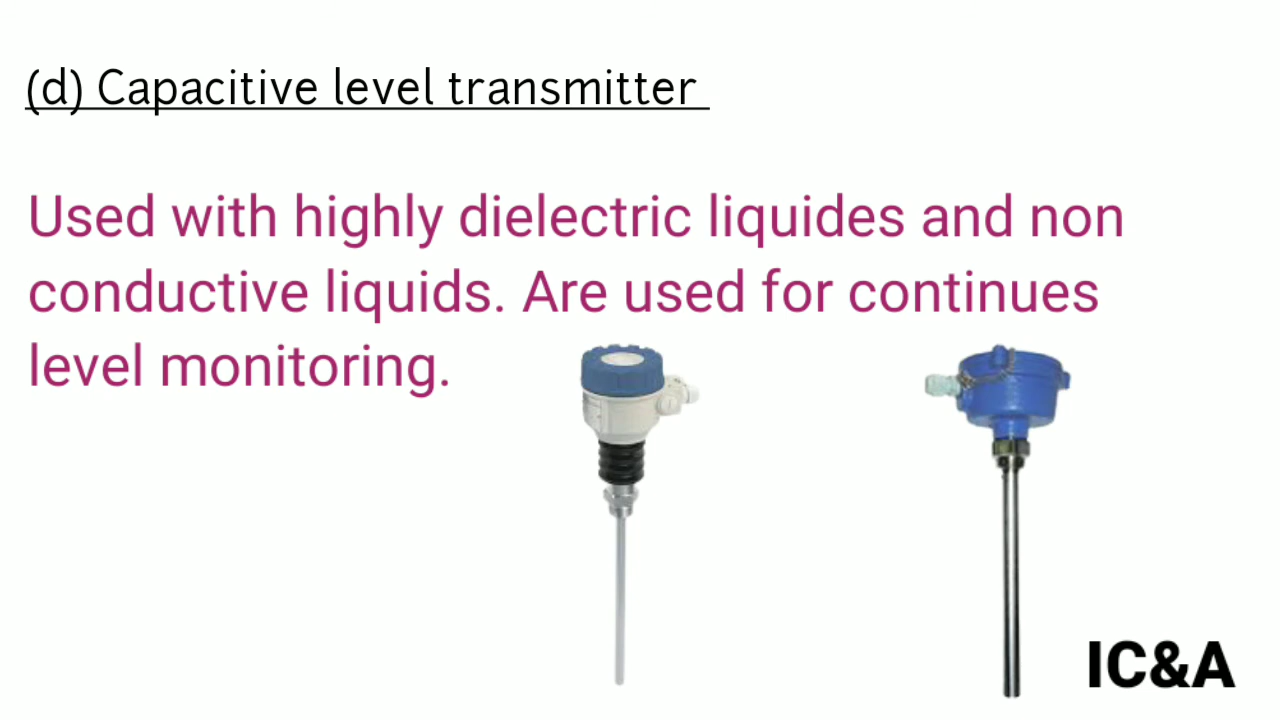 (d) Capacitive level transmitter
Used with highly dielectric liquides and non
conductive liquids. Are used for continues
level monitoring.
IC&A